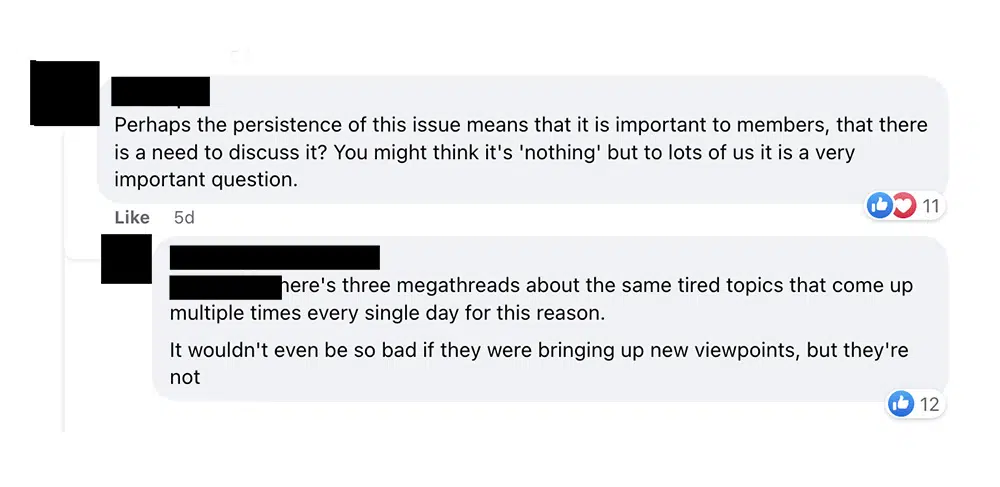 Perhaps the persistence of this issue means that it is important to members, that there
is a need to discuss it? You might think it's 'nothing' but to lots of us it is a very
important question.
11
Like 5d
here's three megathreads about the same tired topics that come up
multiple times every single day for this reason.
It wouldn't even be so bad if they were bringing up new viewpoints, but they're
not
12